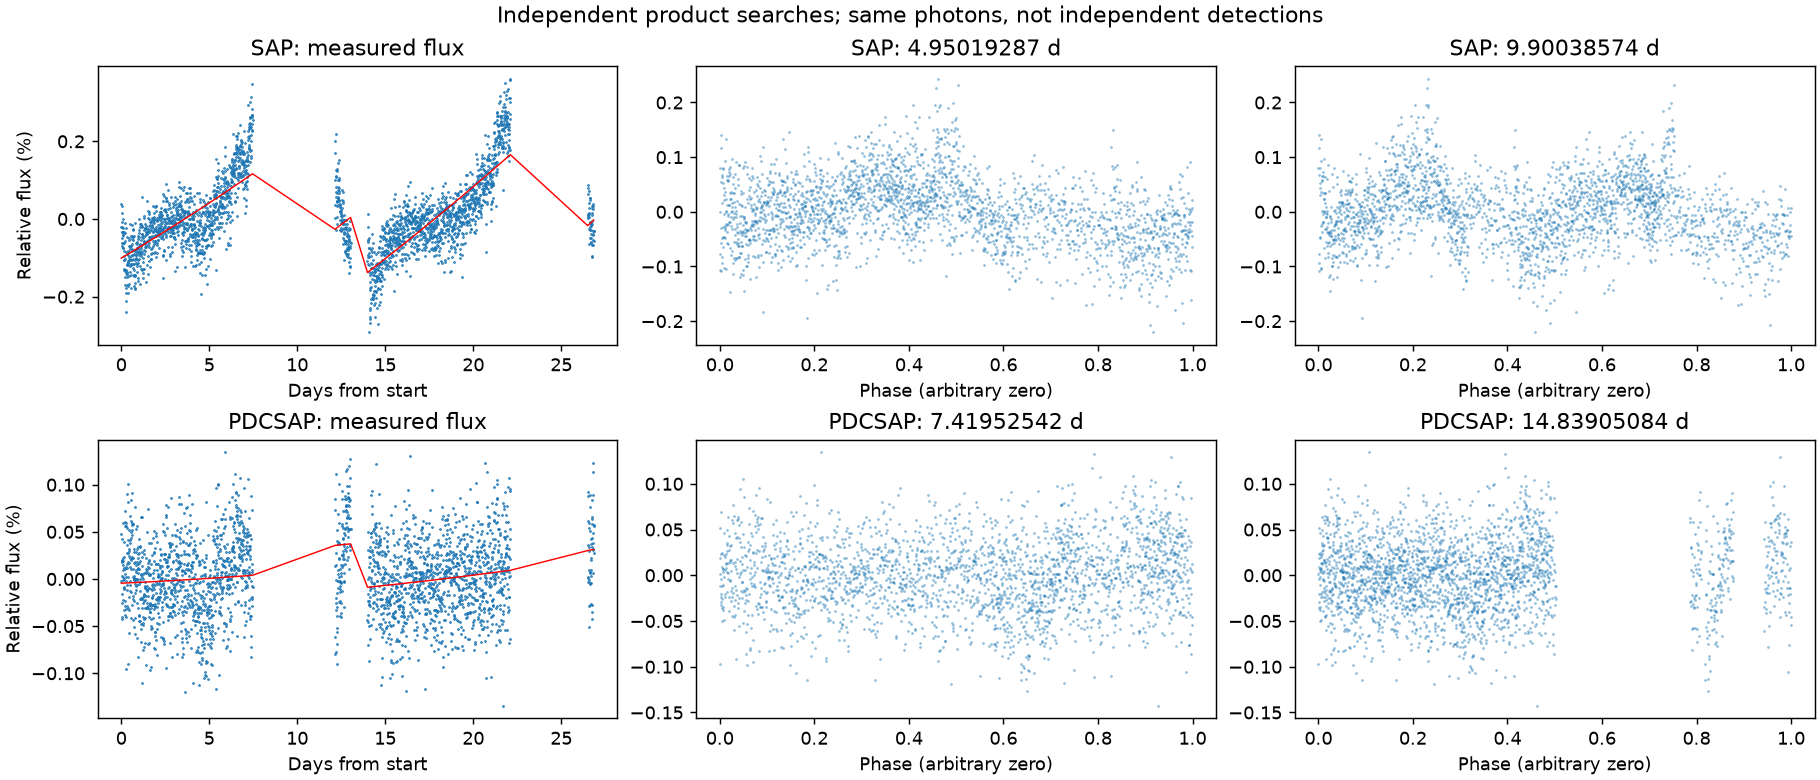 Independent product searches; same photons, not independent detections
SAP: measured flux
SAP: 4.95019287 d
SAP: 9.90038574 d
Relative flux (%)
0.2
0.0
−0.2
0 5 10 15 20 25
Days from start
0.2
0.1
0.0
−0.1
−0.2
0.0 0.2 0.4 0.6 0.8 1.0
Phase (arbitrary zero)
0.2
0.1
0.0
−0.1
−0.2
0.0 0.2 0.4 0.6 0.8 1.0
Phase (arbitrary zero)
PDCSAP: measured flux
PDCSAP: 7.41952542 d
PDCSAP: 14.83905084 d
Relative flux (%)
0.10
0.05
0.00
−0.05
−0.10
0 5 10 15 20 25
Days from start
0.10
0.05
0.00
−0.05
−0.10
−0.15
0.0 0.2 0.4 0.6 0.8 1.0
Phase (arbitrary zero)
0.10
0.05
0.00
−0.05
−0.10
−0.15
0.0 0.2 0.4 0.6 0.8 1.0
Phase (arbitrary zero)